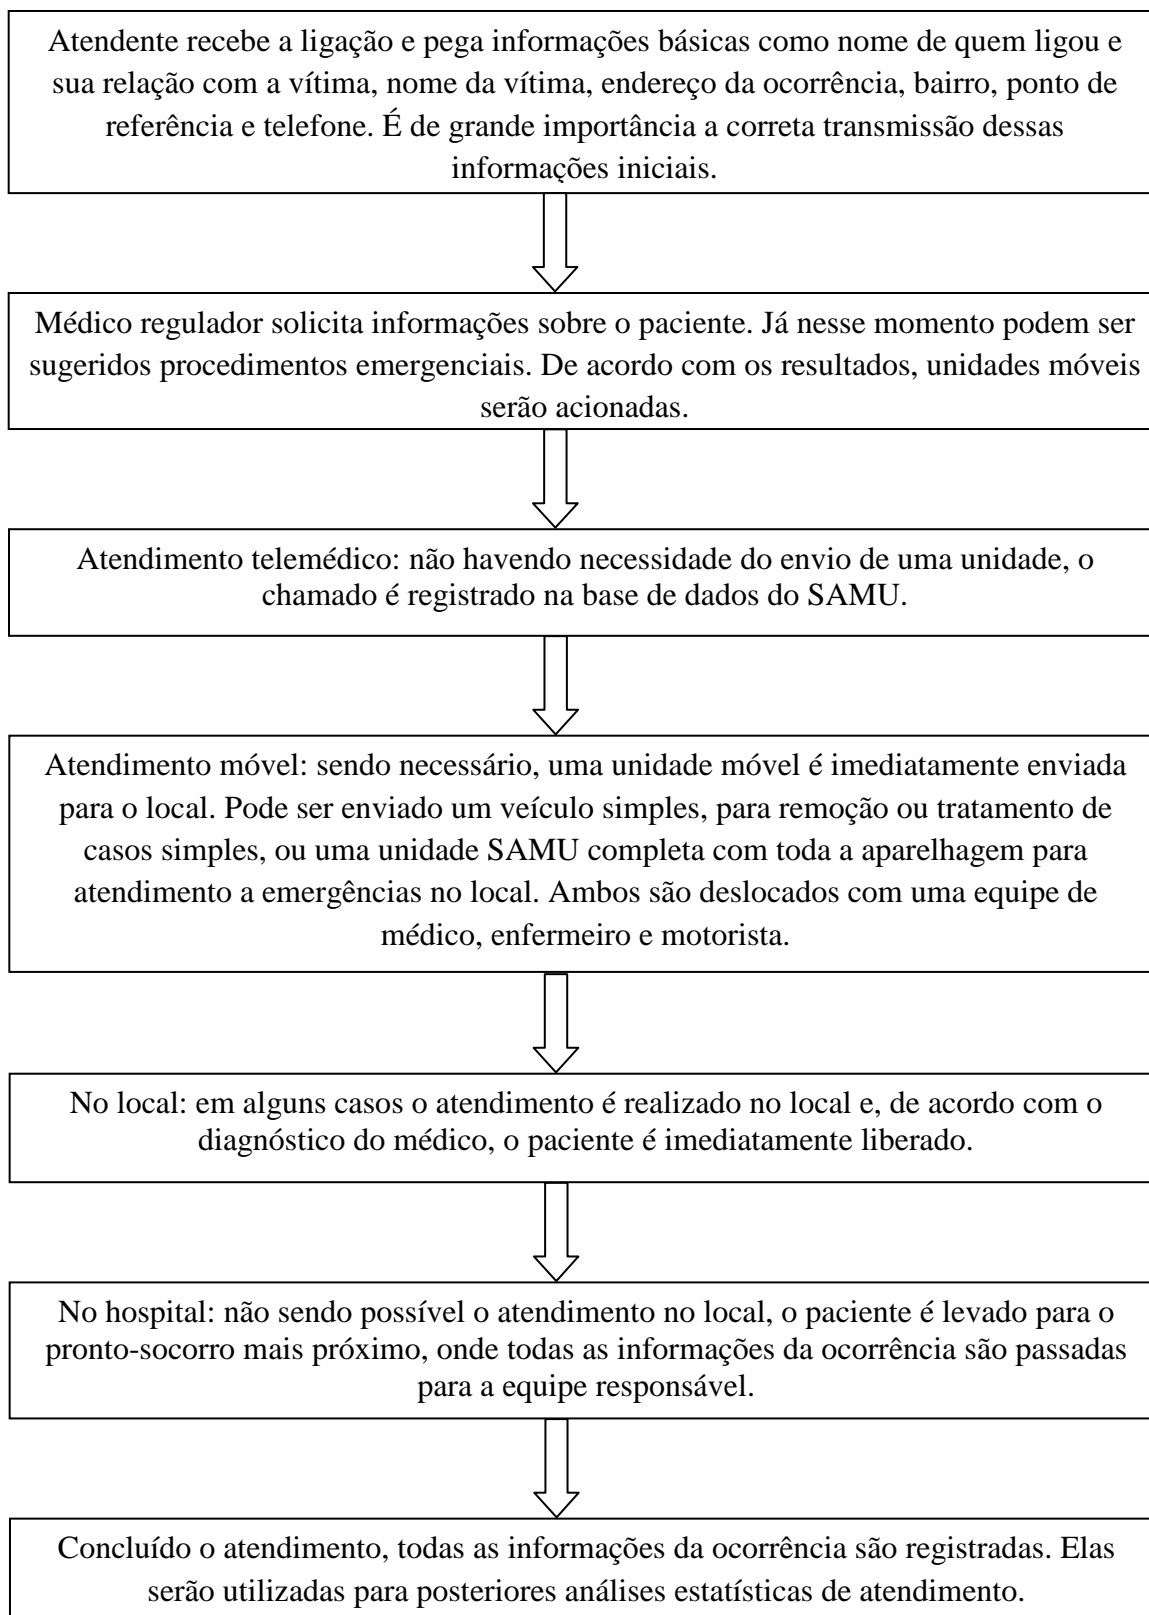 Atendente recebe a ligação e pega informações básicas como nome de quem ligou e
sua relação com a vítima, nome da vítima, endereço da ocorrência, bairro, ponto de
referência e telefone. É de grande importância a correta transmissão dessas
informações iniciais.
Médico regulador solicita informações sobre o paciente. Já nesse momento podem ser
sugeridos procedimentos emergenciais. De acordo com os resultados, unidades móveis
serão acionadas.
Atendimento telemédico: não havendo necessidade do envio de uma unidade, o
chamado é registrado na base de dados do SAMU.
Atendimento móvel: sendo necessário, uma unidade móvel é imediatamente enviada
para o local. Pode ser enviado um veículo simples, para remoção ou tratamento de
casos simples, ou uma unidade SAMU completa com toda a aparelhagem para
atendimento a emergências no local. Ambos são deslocados com uma equipe de
médico, enfermeiro e motorista.
No local: em alguns casos o atendimento é realizado no local e, de acordo com o
diagnóstico do médico, o paciente é imediatamente liberado.
No hospital: não sendo possível o atendimento no local, o paciente é levado para o
pronto-socorro mais próximo, onde todas as informações da ocorrência são passadas
para a equipe responsável.
Concluído o atendimento, todas as informações da ocorrência são registradas. Elas
serão utilizadas para posteriores análises estatísticas de atendimento.